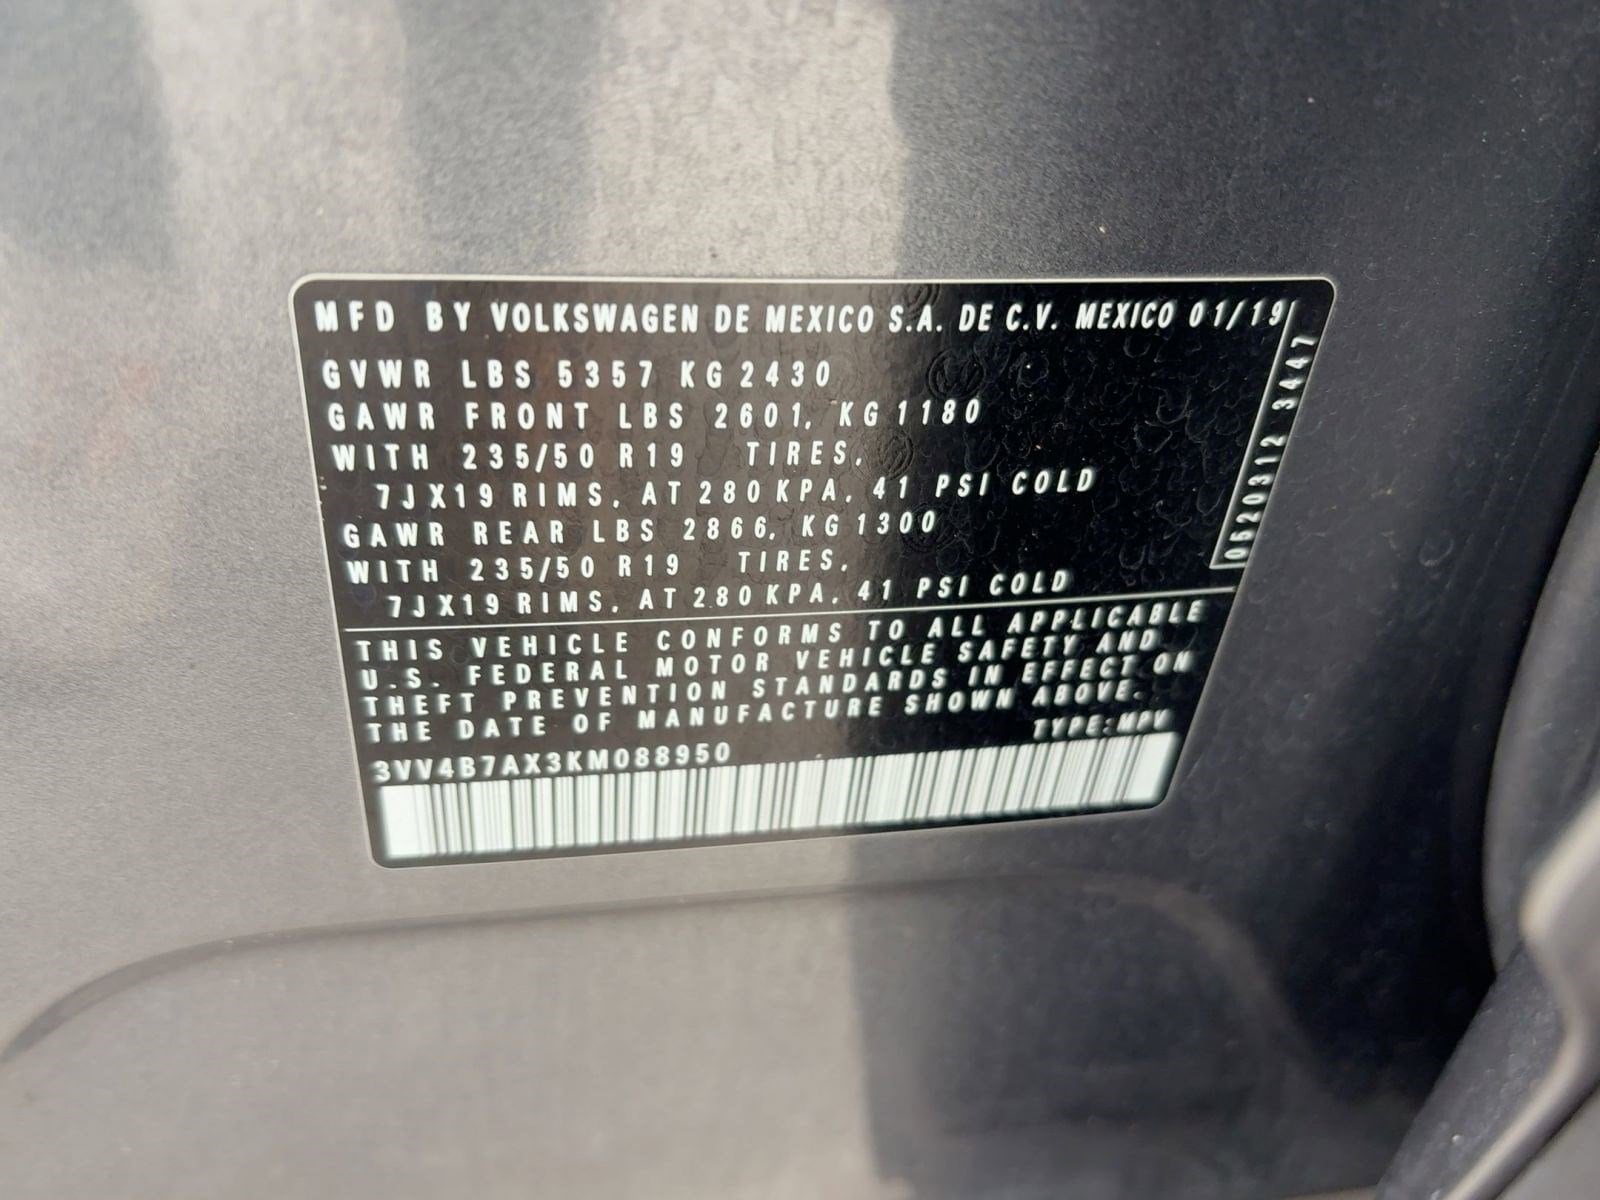 MFD BY VOLKSWAGEN DE MEXICO S.A. DE C.V. MEXICO 01/19
GVWR LBS 5357 KG 2430
GAWR FRONT LBS 2601, KG 1180
WITH 235/50 R19 TIRES,
7JX19 RIMS, AT 280 KPA, 41 PSI COLD
GAWR REAR LBS 2866, KG 1300
WITH 235/50 R19 TIRES,
7JX19 RIMS, AT 280 KPA, 41 PSI COLD
0520312 3447
THIS VEHICLE CONFORMS TO ALL APPLICABLE
U.S. FEDERAL MOTOR VEHICLE SAFETY AND
THEFT PREVENTION STANDARDS IN EFFECT ON
THE DATE OF MANUFACTURE SHOWN ABOVE.
TYPE: MPV
3VV4B7AX3KM088950